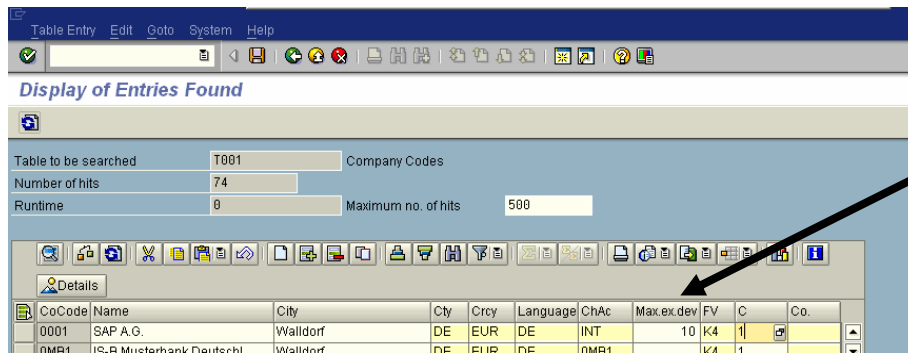 Table Entry Edit Goto System Help
Display of Entries Found
Table to be searched T001 Company Codes
Number of hits 74
Runtime 0 Maximum no. of hits 500
Details
CoCode Name City Cty Crcy Language ChAc Max.ex.dev FV C Co.
0001 SAP A.G. Walldorf DE EUR DE INT 10 K4 1
0MB1 IS-B Musterbank Deutschl Walldorf DE EUR DE 0MB1 K4 1